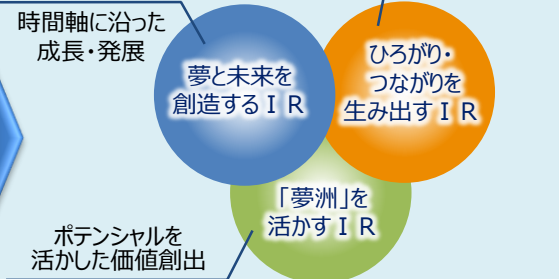 時間軸に沿った
成長・発展
夢と未来を
創造するＩＲ
ひろがり・
つながりを
生み出すＩＲ
「夢洲」を
活かすＩＲ
ポテンシャルを
活かした価値創出